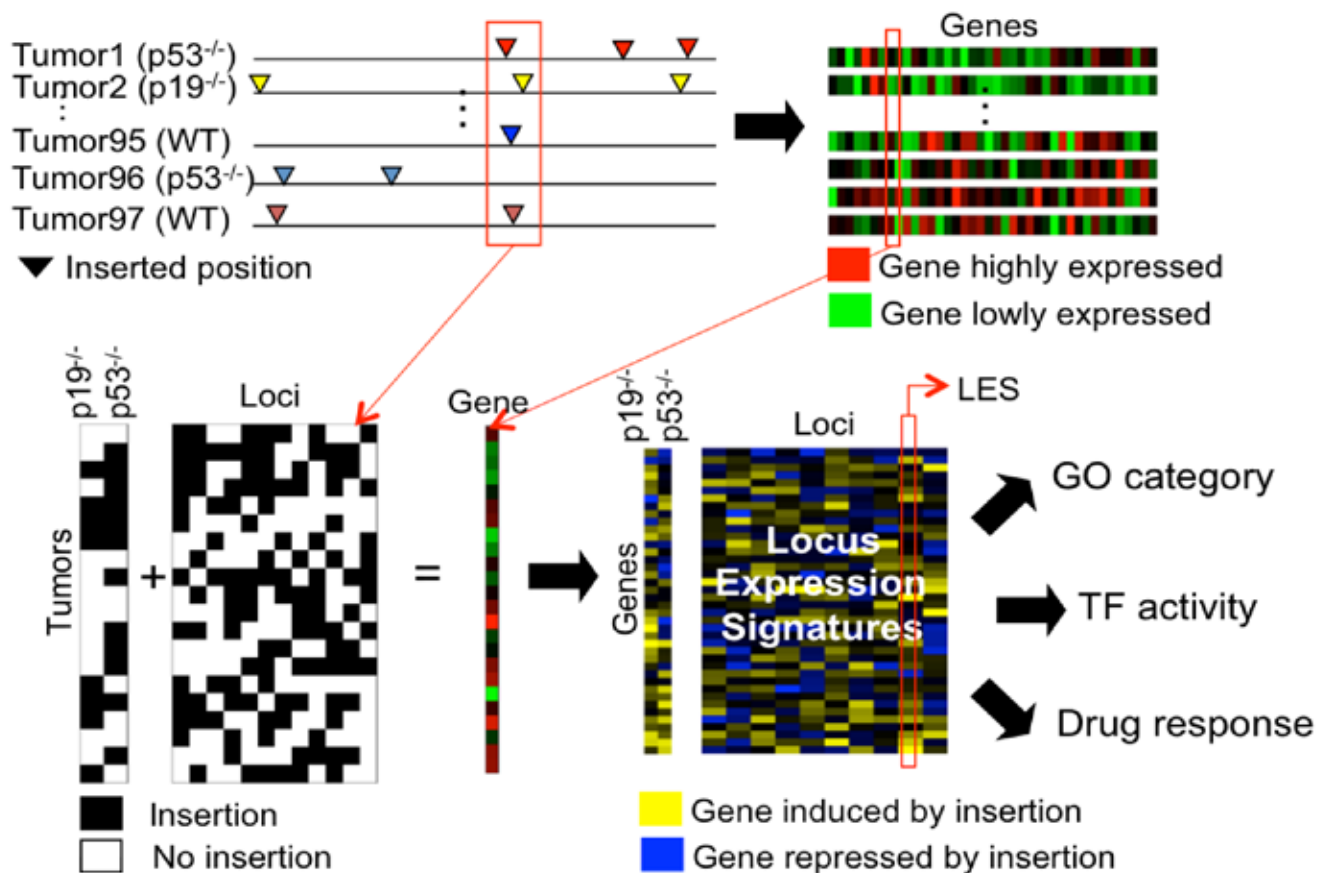 Genes
Tumor1 (p53-/-)
Tumor2 (p19-/-)
Tumor95 (WT)
Tumor96 (p53-/-)
Tumor97 (WT)
Inserted position
Gene highly expressed
Gene lowly expressed
p19-/-
p53-/-
Loci
Gene
p19-/-
p53-/-
Loci
LES
Tumors
+
=
Genes
Locus
Expression
Signatures
GO category
TF activity
Drug response
Insertion
No insertion
Gene induced by insertion
Gene repressed by insertion